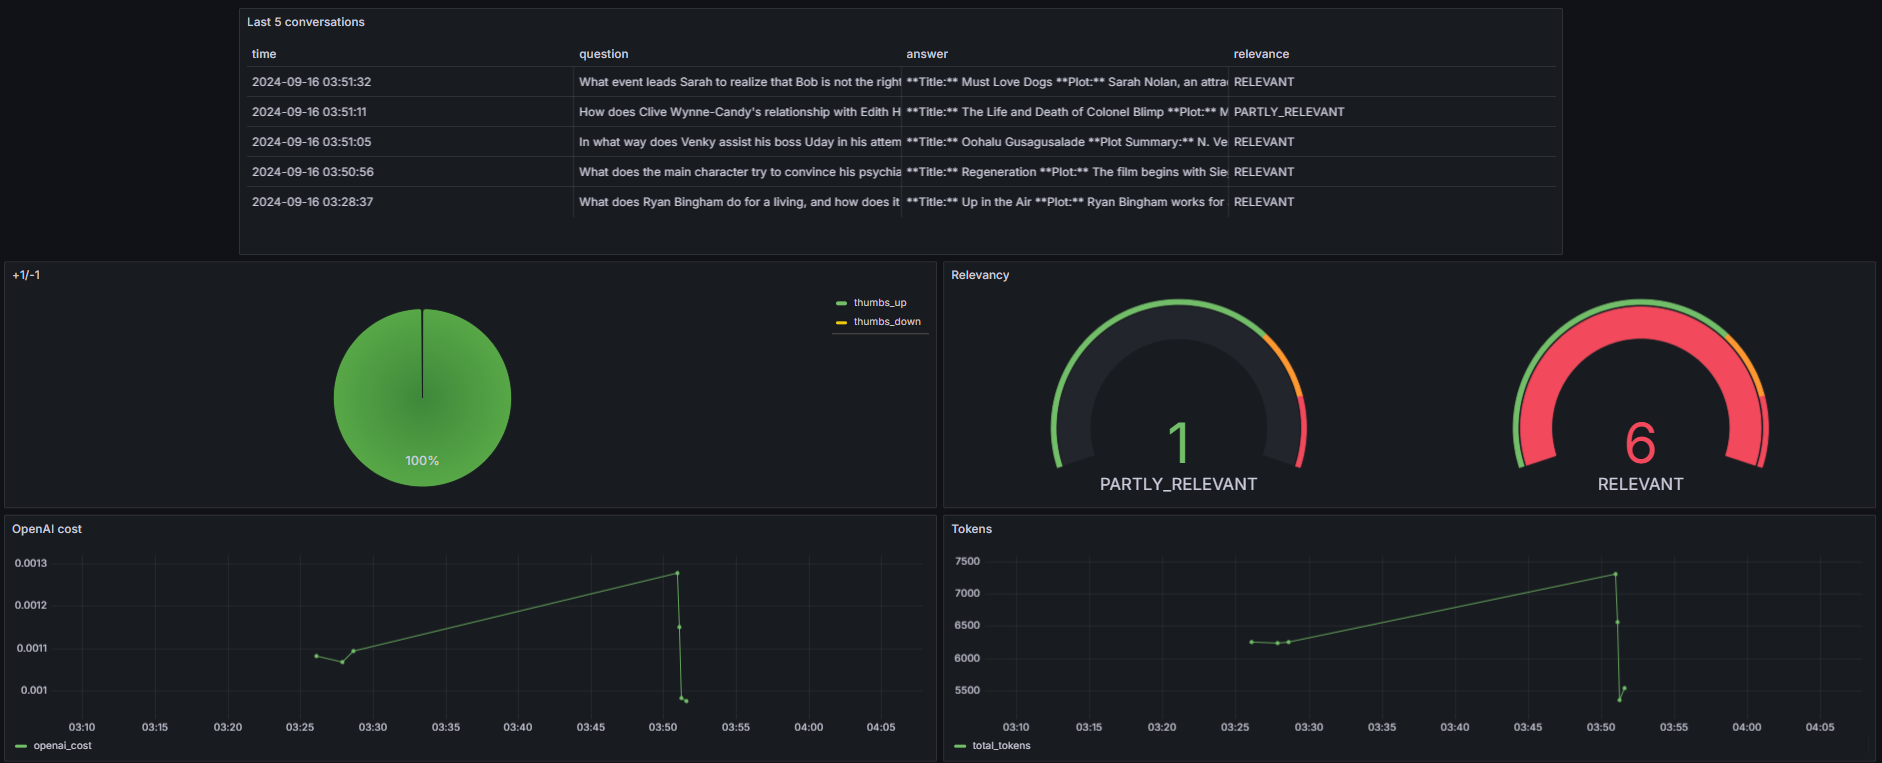 Last 5 conversations
time question answer relevance
2024-09-16 03:51:32 What event leads Sarah to realize that Bob is not the right **Title:** Must Love Dogs **Plot:** Sarah Nolan, an attra RELEVANT
2024-09-16 03:51:11 How does Clive Wynne-Candy's relationship with Edith H **Title:** The Life and Death of Colonel Blimp **Plot:** M PARTLY_RELEVANT
2024-09-16 03:51:05 In what way does Venky assist his boss Uday in his attem **Title:** Oohalu Gusagusalade **Plot Summary:** N. Ve RELEVANT
2024-09-16 03:50:56 What does the main character try to convince his psychia **Title:** Regeneration **Plot:** The film begins with Sie RELEVANT
2024-09-16 03:28:37 What does Ryan Bingham do for a living, and how does it **Title:** Up in the Air **Plot:** Ryan Bingham works for RELEVANT
+1/-1
thumbs_up
thumbs_down
100%
Relevancy
1
PARTLY_RELEVANT
6
RELEVANT
OpenAI cost
0.0013
0.0012
0.0011
0.001
03:10 03:15 03:20 03:25 03:30 03:35 03:40 03:45 03:50 03:55 04:00 04:05
openai_cost
Tokens
7500
7000
6500
6000
5500
03:10 03:15 03:20 03:25 03:30 03:35 03:40 03:45 03:50 03:55 04:00 04:05
total_tokens